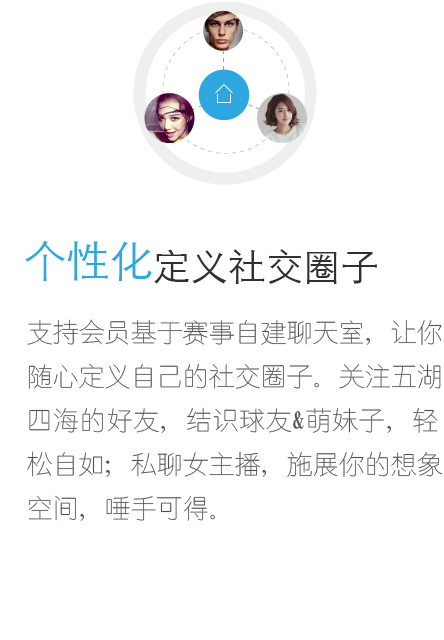 个性化定义社交圈子
支持会员基于赛事自建聊天室，让你
随心定义自己的社交圈子。关注五湖
四海的好友，结识球友&萌妹子，轻
松自如；私聊女主播，施展你的想象
空间，唾手可得。